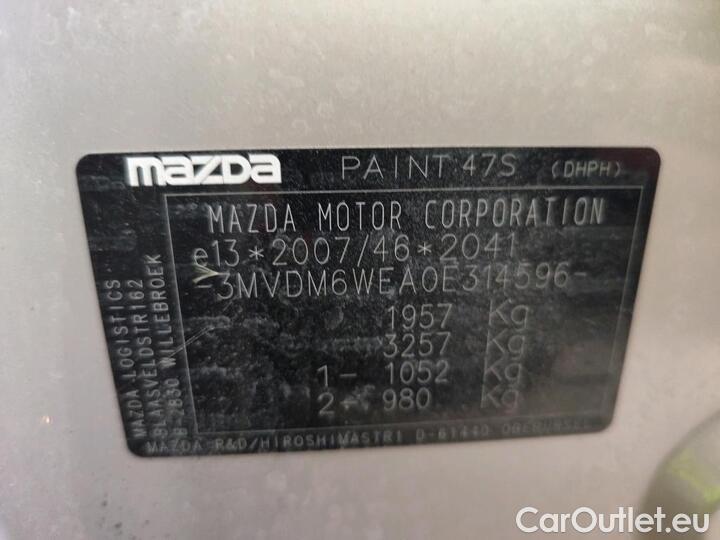 mazda PAINT 47S (DHPH)
MAZDA MOTOR CORPORATION
e13*2007/46*2041
-3MVDM6WEA0E314596-
1957 Kg
3257 Kg
1- 1052 Kg
2- 980 Kg
MAZDA R&D/HIROSHIMASTR1 D-61440 OBERURSEL
MAZDA LOGISTICS
BLAASVELDSTR162
B-2830 WILLEBROEK
CarOutlet.eu